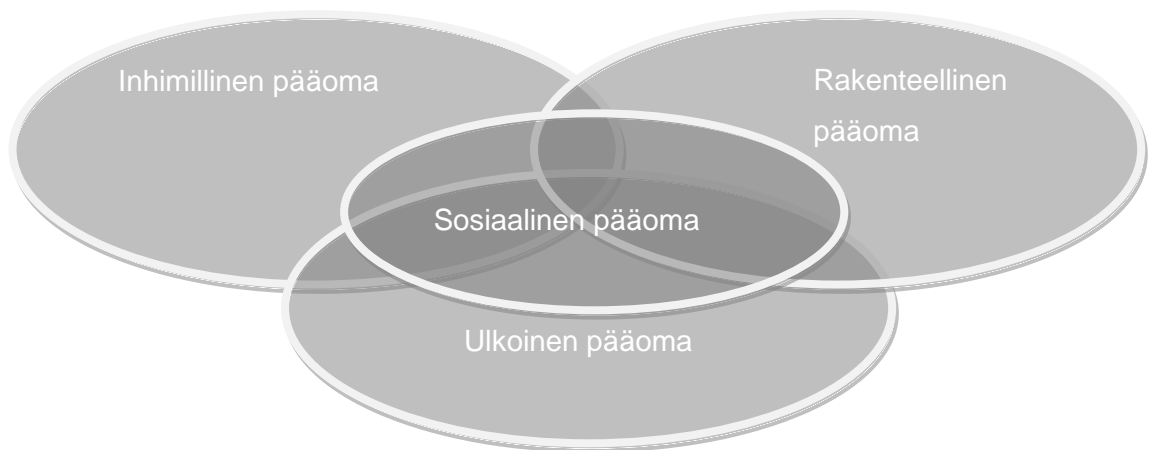 Inhimillinen pääoma
Rakenteellinen
pääoma
Sosiaalinen pääoma
Ulkoinen pääoma